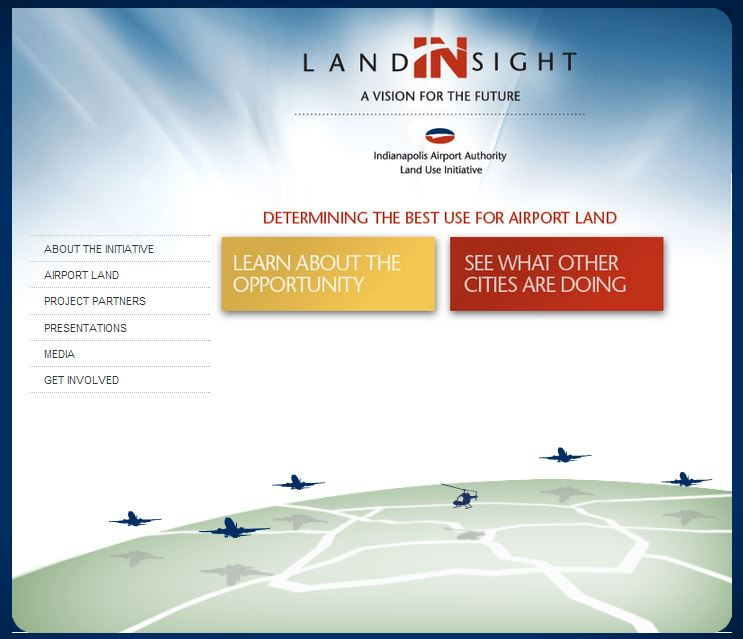 LAND IN SIGHT
A VISION FOR THE FUTURE
Indianapolis Airport Authority
Land Use Initiative
DETERMINING THE BEST USE FOR AIRPORT LAND
ABOUT THE INITIATIVE
AIRPORT LAND
PROJECT PARTNERS
PRESENTATIONS
MEDIA
GET INVOLVED
LEARN ABOUT THE
OPPORTUNITY
SEE WHAT OTHER
CITIES ARE DOING